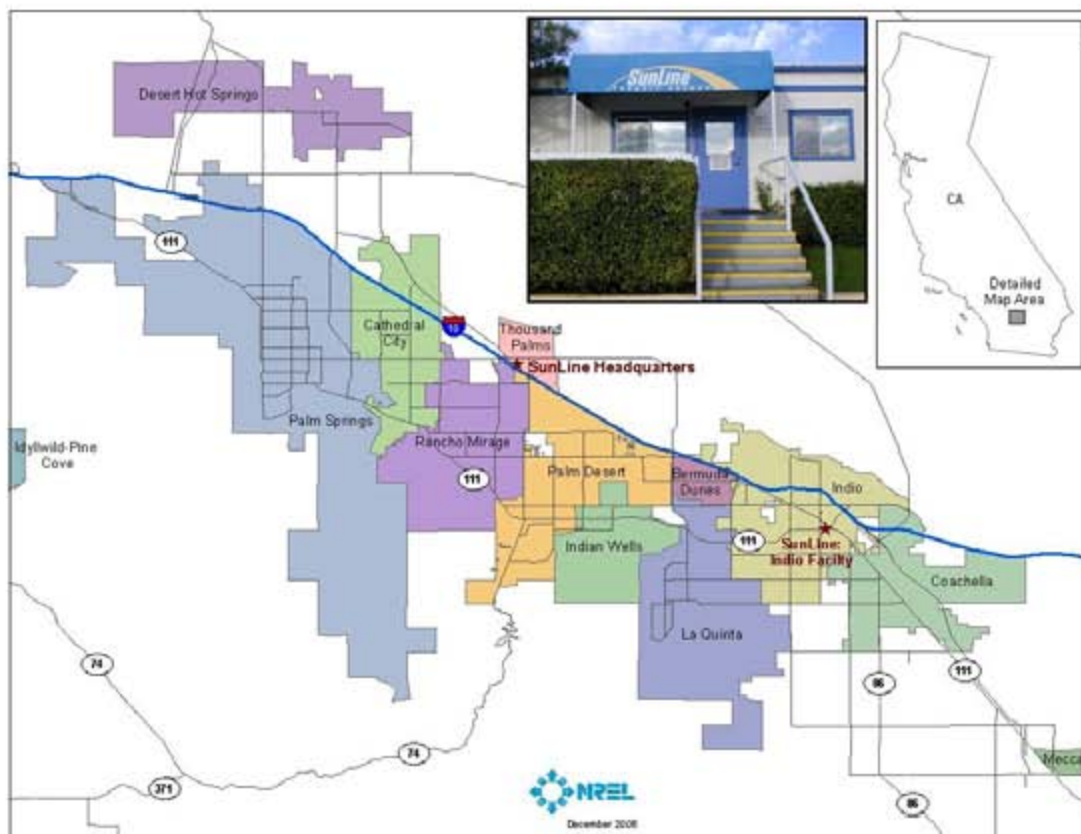 Desert Hot Springs
SunLine
CA
Detailed
Map Area
111
10
Cathedral
City
Thousand
Palms
SunLine Headquarters
Palm Springs
Rancho Mirage
Idyllwild-Pine
Cove
111
Palm Desert
Bermuda
Dunes
Indio
111
SunLine:
Indio Facility
Indian Wells
Coachella
La Quinta
74
86
111
74
371
Mecca
86
NREL
December 2005